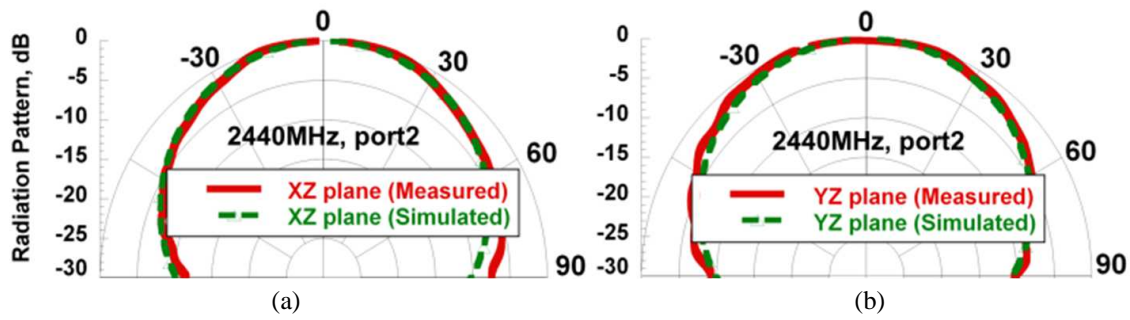 Radiation Pattern, dB
0
-5
-10
-15
-20
-25
-30
-30
0
30
60
90
2440MHz, port2
XZ plane (Measured)
XZ plane (Simulated)
(a)
0
-5
-10
-15
-20
-25
-30
-30
0
30
60
90
2440MHz, port2
YZ plane (Measured)
YZ plane (Simulated)
(b)